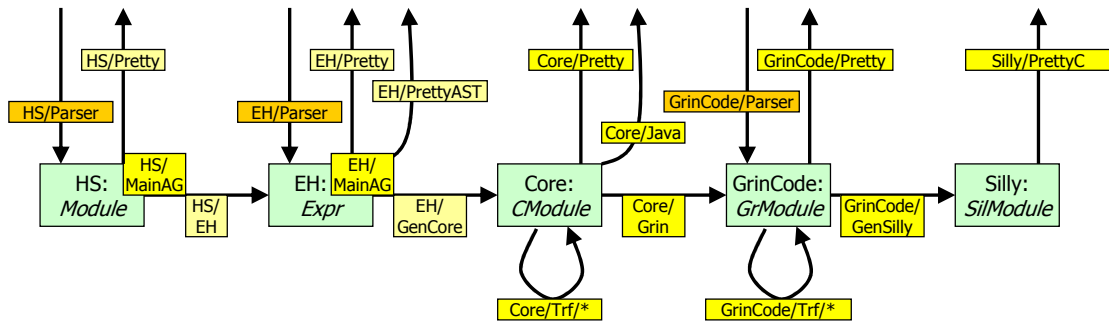 HS/Pretty
EH/Pretty
EH/PrettyAST
Core/Pretty
GrinCode/Pretty
Silly/PrettyC
HS/Parser
EH/Parser
GrinCode/Parser
Core/Java
HS:
Module
HS/
MainAG
HS/
EH
EH:
Expr
EH/
MainAG
EH/
GenCore
Core:
CModule
Core/
Grin
GrinCode:
GrModule
GrinCode/
GenSilly
Silly:
SilModule
Core/Trf/*
GrinCode/Trf/*